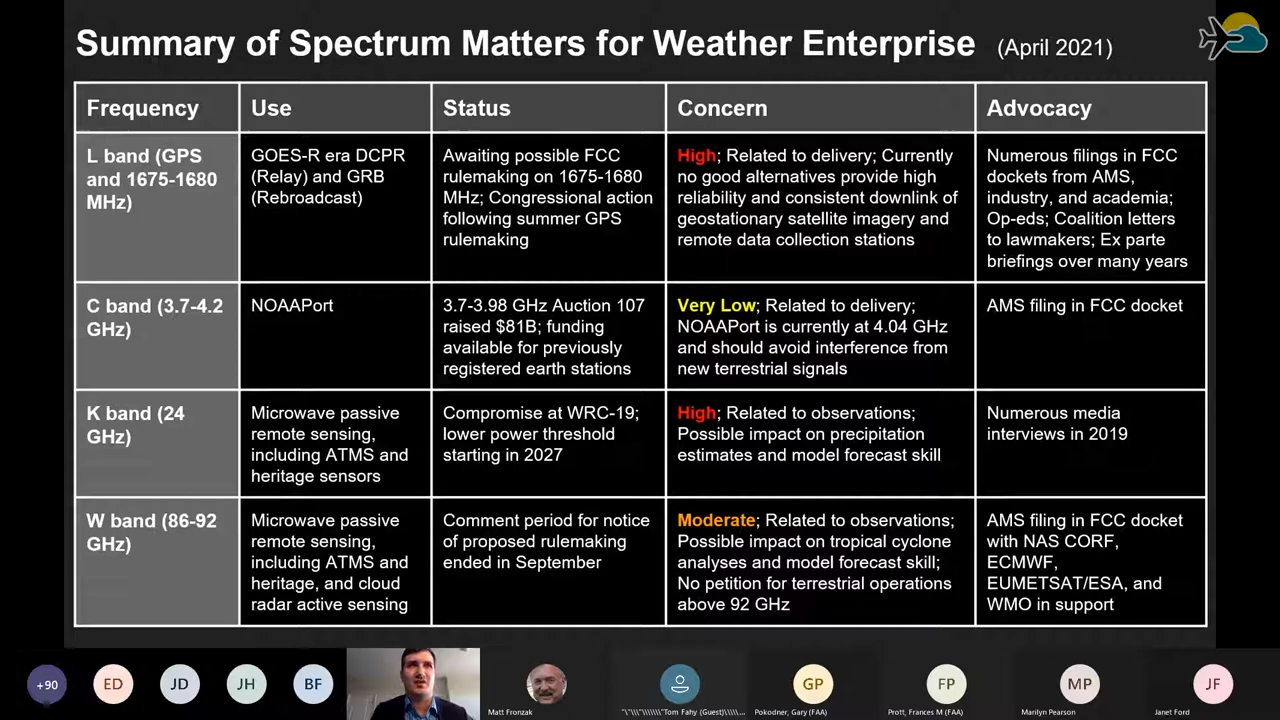 Summary of Spectrum Matters for Weather Enterprise (April 2021)
Frequency
Use
Status
Concern
Advocacy
L band (GPS
and 1675-1680
MHz)
GOES-R era DCPR
(Relay) and GRB
(Rebroadcast)
Awaiting possible FCC
rulemaking on 1675-1680
MHz; Congressional action
following summer GPS
rulemaking
High; Related to delivery; Currently
no good alternatives provide high
reliability and consistent downlink of
geostationary satellite imagery and
remote data collection stations
Numerous filings in FCC
dockets from AMS,
industry, and academia;
Op-eds; Coalition letters
to lawmakers; Ex parte
briefings over many years
C band (3.7-4.2
GHz)
NOAAPort
3.7-3.98 GHz Auction 107
raised $81B; funding
available for previously
registered earth stations
Very Low; Related to delivery;
NOAAPort is currently at 4.04 GHz
and should avoid interference from
new terrestrial signals
AMS filing in FCC docket
K band (24
GHz)
Microwave passive
remote sensing,
including ATMS and
heritage sensors
Compromise at WRC-19;
lower power threshold
starting in 2027
High; Related to observations;
Possible impact on precipitation
estimates and model forecast skill
Numerous media
interviews in 2019
W band (86-92
GHz)
Microwave passive
remote sensing,
including ATMS and
heritage, and cloud
radar active sensing
Comment period for notice
of proposed rulemaking
ended in September
Moderate; Related to observations;
Possible impact on tropical cyclone
analyses and model forecast skill;
No petition for terrestrial operations
above 92 GHz
AMS filing in FCC docket
with NAS CORF,
ECMWF,
EUMETSAT/ESA, and
WMO in support
+90
ED
JD
JH
BF
GP
FP
MP
JF
Matt Fronzak
"\"\\"\\\\\\"Tom Fahy (Guest)\\\\\...
Pokodner, Gary (FAA)
Prott, Frances M (FAA)
Marilyn Pearson
Janet Ford